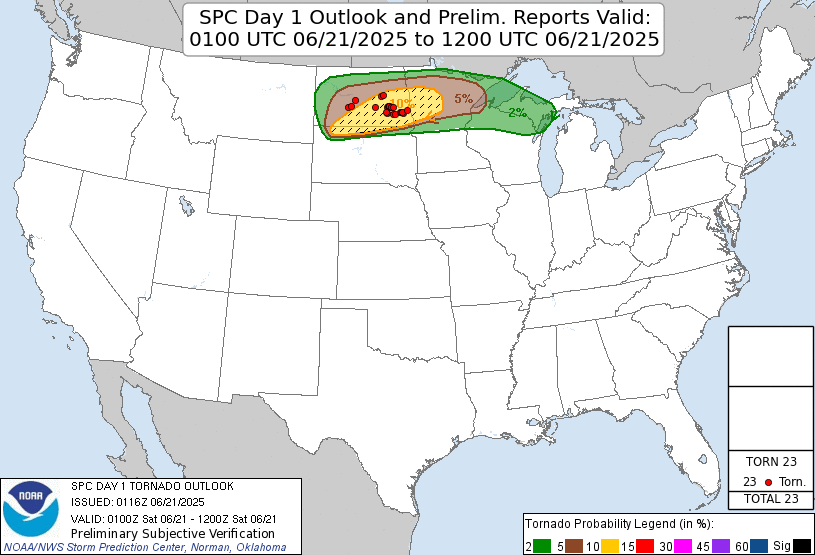 SPC Day 1 Outlook and Prelim. Reports Valid:
0100 UTC 06/21/2025 to 1200 UTC 06/21/2025
10%
5%
2%
TORN 23
23 Torn.
TOTAL 23
NOAA
SPC DAY 1 TORNADO OUTLOOK
ISSUED: 0116Z 06/21/2025
VALID: 0100Z Sat 06/21 - 1200Z Sat 06/21
Preliminary Subjective Verification
NOAA/NWS Storm Prediction Center, Norman, Oklahoma
Tornado Probability Legend (in %):
2 5 10 15 30 45 60 Sig